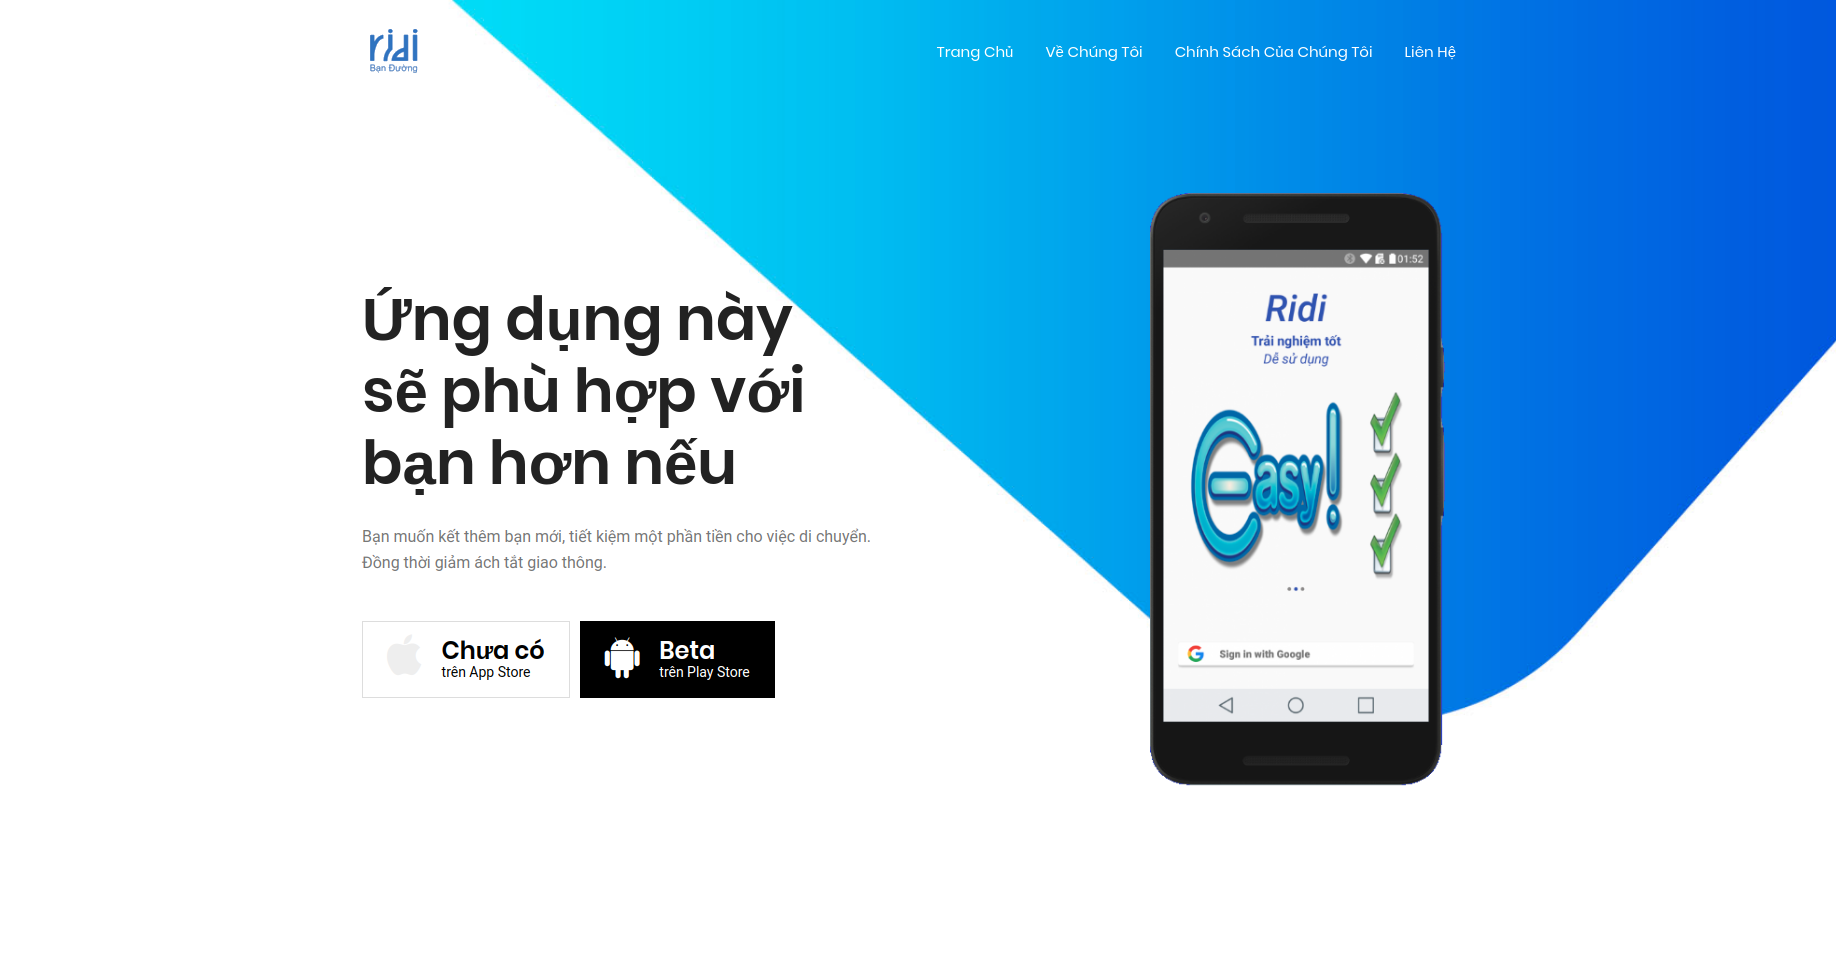 ridi
Bạn Đường
Trang Chủ
Về Chúng Tôi
Chính Sách Của Chúng Tôi
Liên Hệ
Ứng dụng này
sẽ phù hợp với
bạn hơn nếu
Bạn muốn kết thêm bạn mới, tiết kiệm một phần tiền cho việc di chuyển.
Đồng thời giảm ách tắt giao thông.
Chưa có
trên App Store
Beta
trên Play Store
01:52
Ridi
Trải nghiệm tốt
Dễ sử dụng
Easy!
Sign in with Google